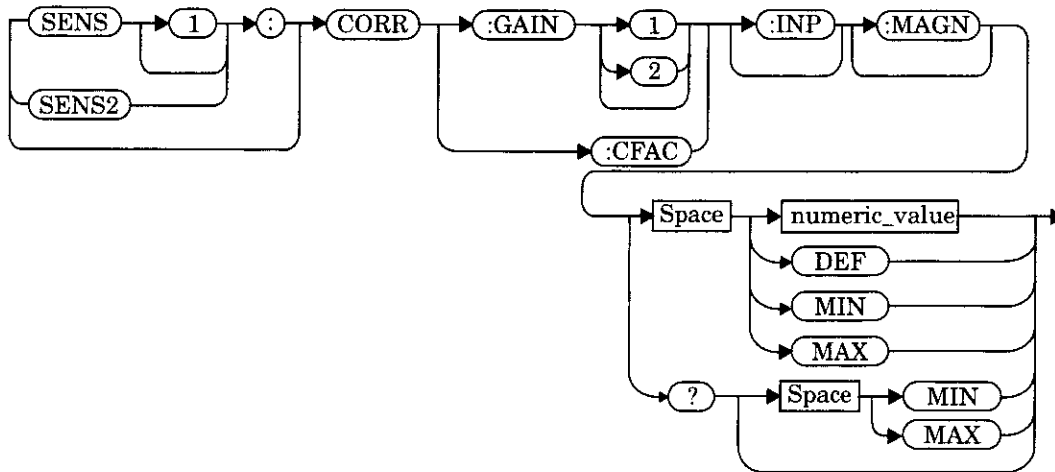 SENS 1 : CORR :GAIN 1 :INP :MAGN
2
SENS2
:CFAC
Space numeric_value
DEF
MIN
MAX
? Space MIN
MAX